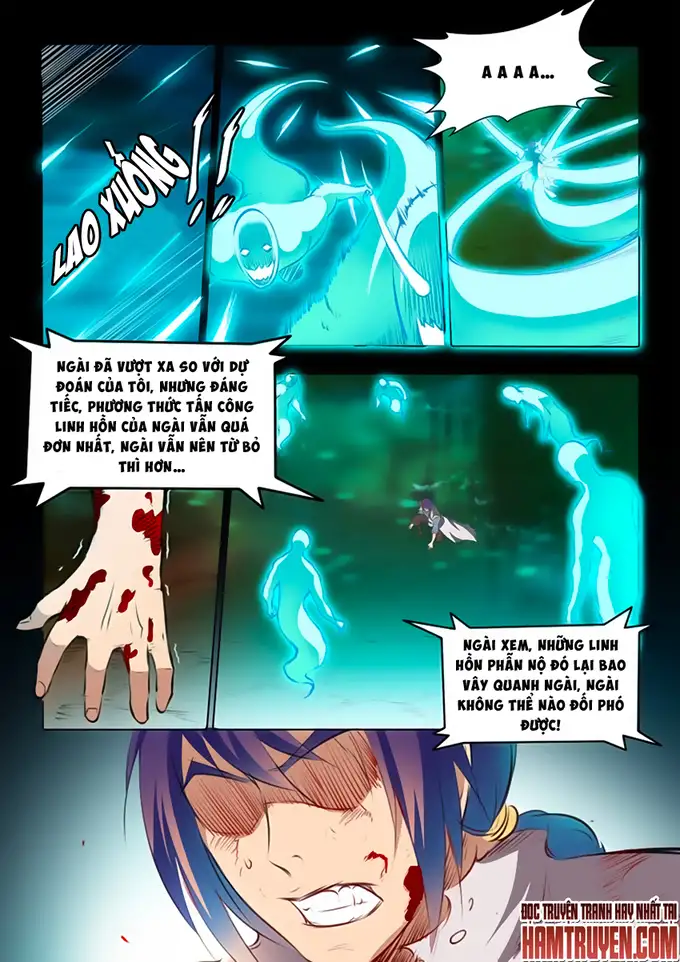 LAO XUỐNG!!
A A A A...
NGÀI ĐÃ VƯỢT XA SO VỚI DỰ
ĐOÁN CỦA TÔI, NHƯNG ĐÁNG
TIẾC, PHƯƠNG THỨC TẤN CÔNG
LINH HỒN CỦA NGÀI VẪN QUÁ
ĐƠN NHẤT, NGÀI VẪN NÊN TỪ BỎ
THÌ HƠN...
NGÀI XEM, NHỮNG LINH
HỒN PHẪN NỘ ĐÓ LẠI BAO
VÂY QUANH NGÀI, NGÀI
KHÔNG THỂ NÀO ĐỐI PHÓ
ĐƯỢC!
ĐỌC TRUYỆN TRANH HAY NHẤT TẠI
HAMTRUYEN.COM